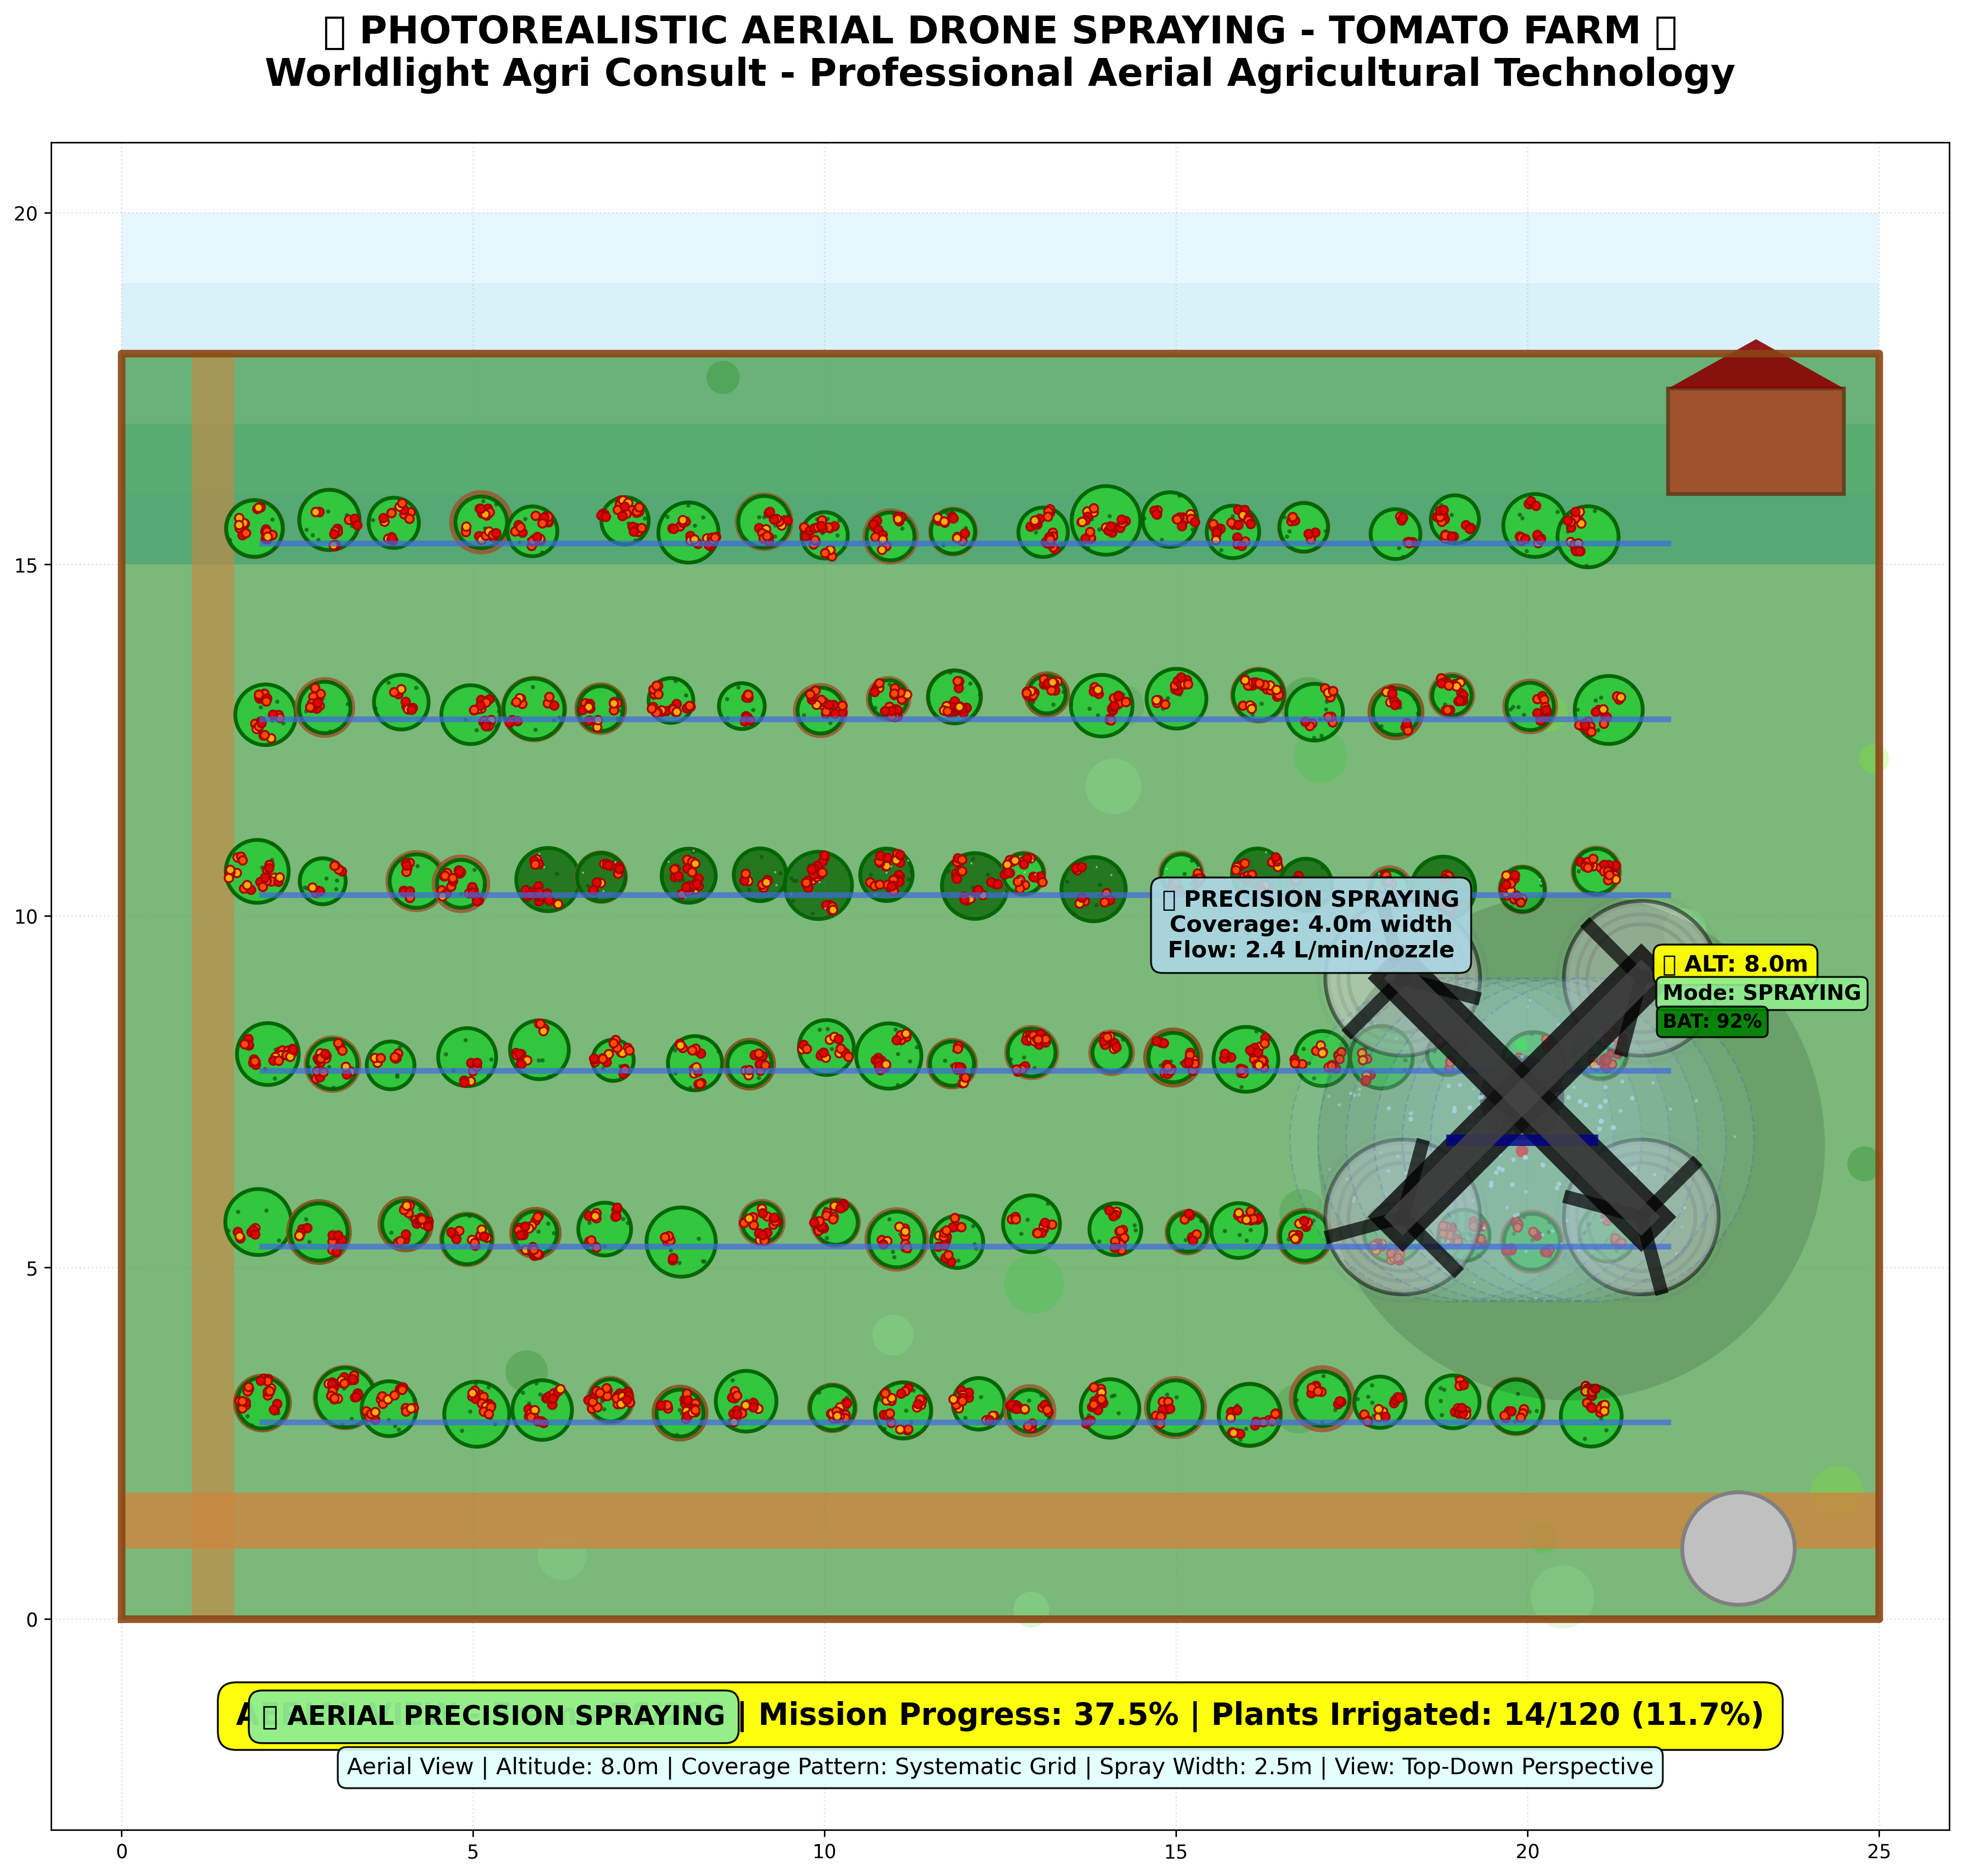 PHOTOREALISTIC AERIAL DRONE SPRAYING - TOMATO FARM
Worldlight Agri Consult - Professional Aerial Agricultural Technology
20
15
10
5
0
PRECISION SPRAYING
Coverage: 4.0m width
Flow: 2.4 L/min/nozzle
ALT: 8.0m
Mode: SPRAYING
BAT: 92%
AERIAL PRECISION SPRAYING | Mission Progress: 37.5% | Plants Irrigated: 14/120 (11.7%)
Aerial View | Altitude: 8.0m | Coverage Pattern: Systematic Grid | Spray Width: 2.5m | View: Top-Down Perspective
0 5 10 15 20 25